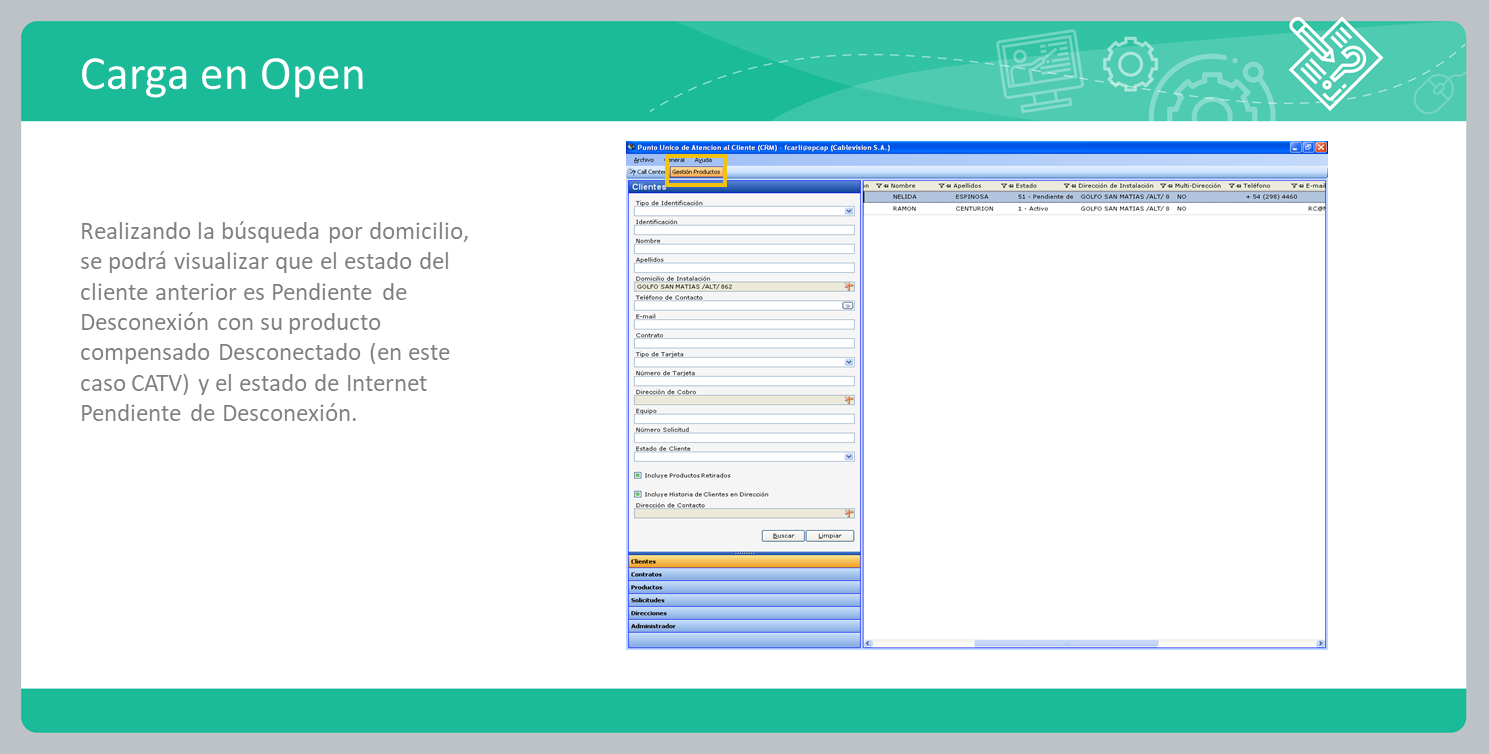 Carga en Open
Realizando la búsqueda por domicilio,
se podrá visualizar que el estado del
cliente anterior es Pendiente de
Desconexión con su producto
compensado Desconectado (en este
caso CATV) y el estado de Internet
Pendiente de Desconexión.
Punto Unico de Atencion al Cliente (CRM) - fcarli@opcap (Cablevision S.A.)
Archivo General Ayuda
Call Center Gestión Productos
Clientes
Tipo de Identificación
Identificación
Nombre
Apellidos
Domicilio de Instalación
GOLFO SAN MATIAS /ALT/ 862
Teléfono de Contacto
E-mail
Contrato
Tipo de Tarjeta
Número de Tarjeta
Dirección de Cobro
Equipo
Número Solicitud
Estado de Cliente
Incluye Productos Retirados
Incluye Historia de Clientes en Dirección
Dirección de Contacto
Buscar Limpiar
Clientes
Contratos
Productos
Solicitudes
Direcciones
Administrador
Nombre Apellidos Estado Dirección de Instalación Multi-Dirección Teléfono E-mail
NELIDA ESPINOSA 51 - Pendiente de GOLFO SAN MATIAS /ALT/ 8 NO + 54 (298) 4460
RAMON CENTURION 1 - Activo GOLFO SAN MATIAS /ALT/ 8 NO